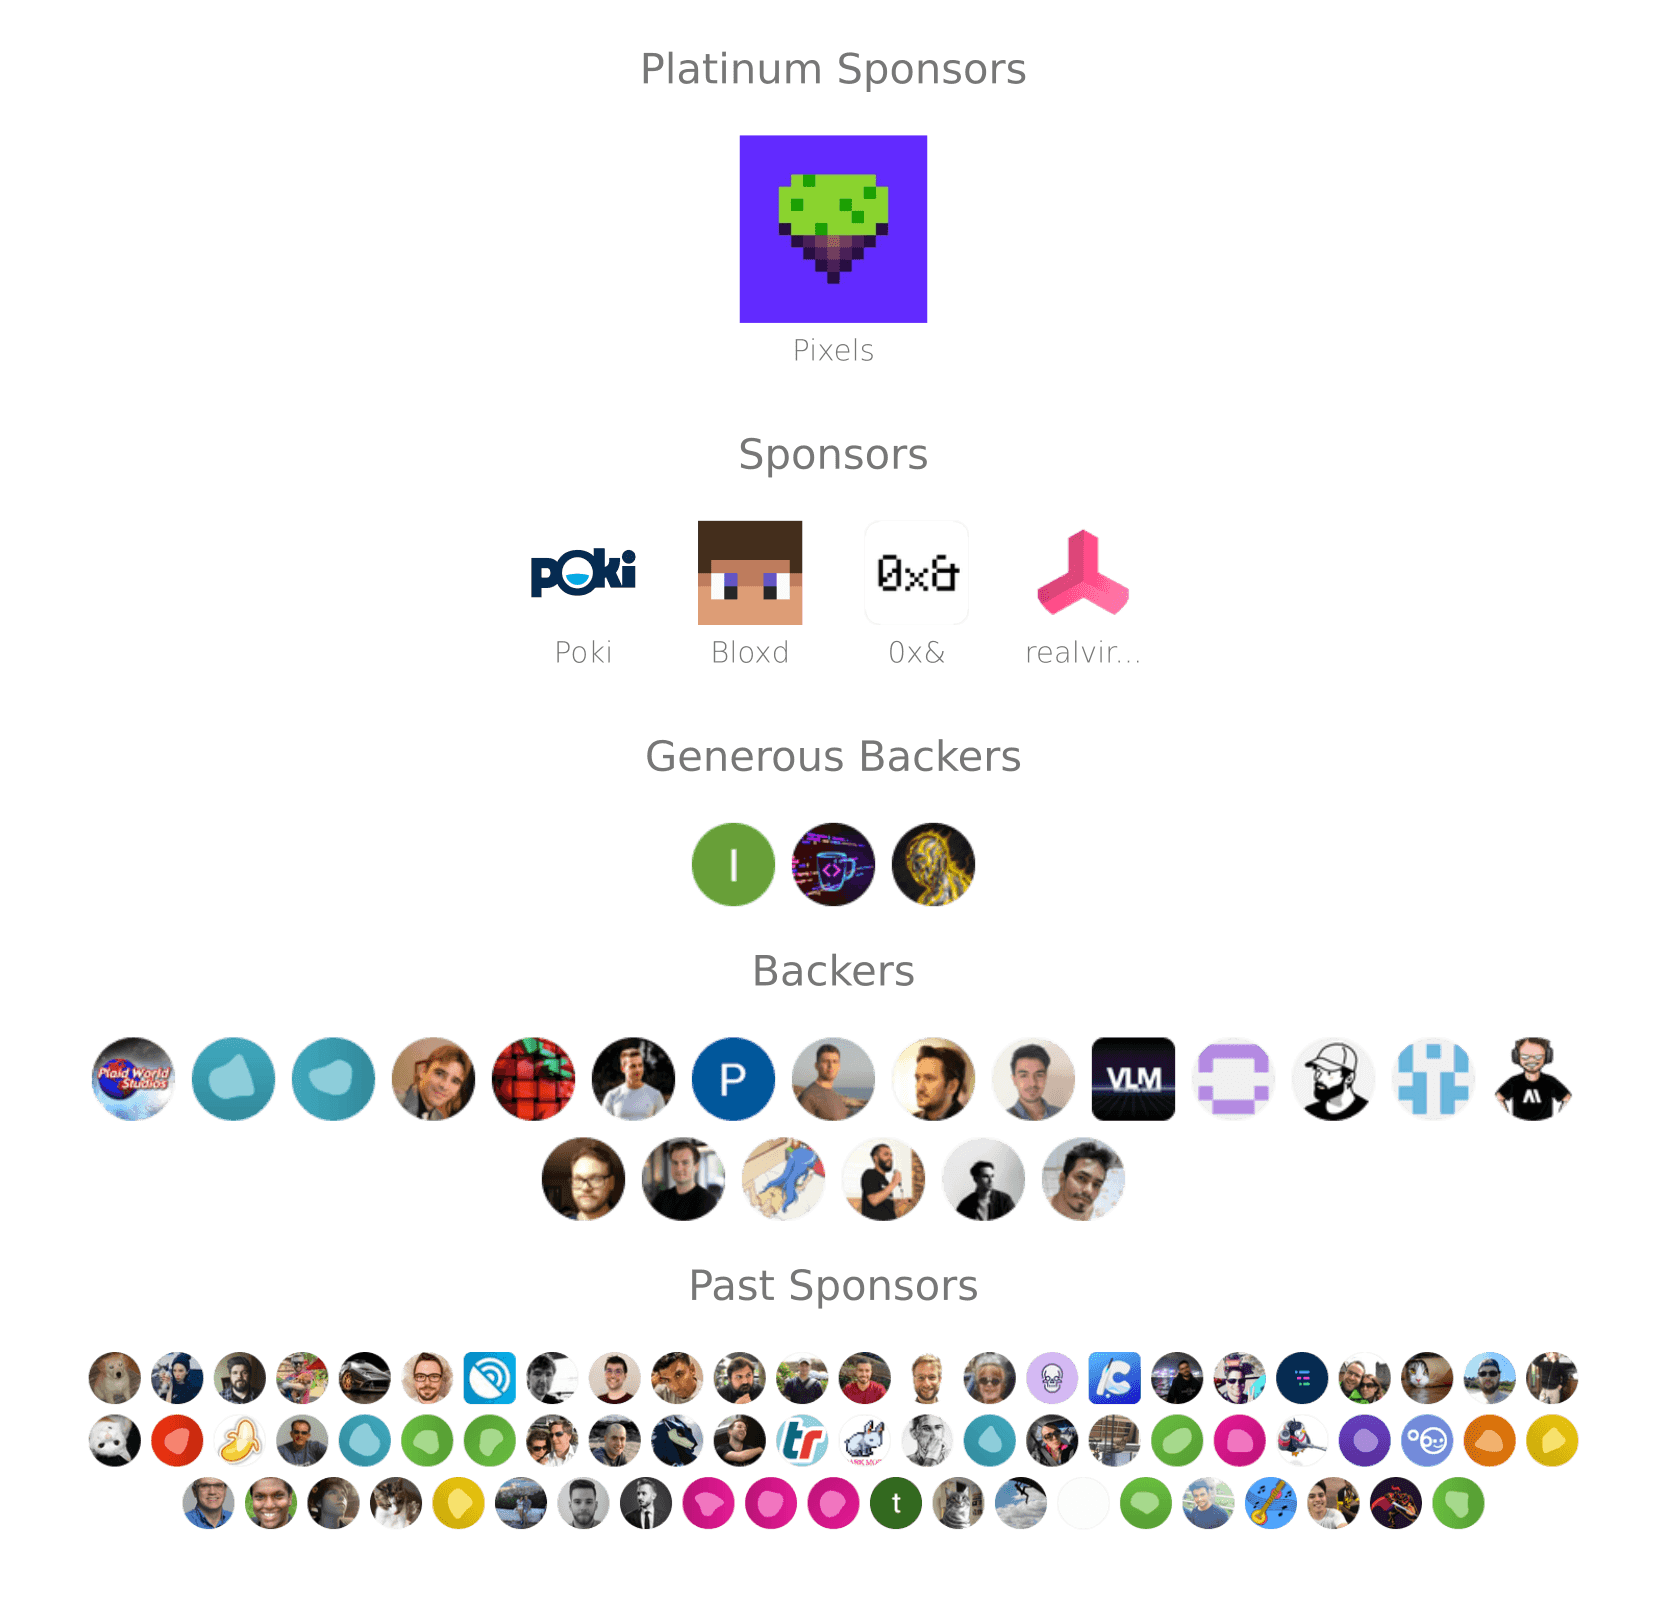 Platinum Sponsors
Pixels
Sponsors
poki
0x&
Poki Bloxd 0x& realvir...
Generous Backers
I <>
Backers
Plaid World
Studios
P
VLM
Past Sponsors
C
tr
t